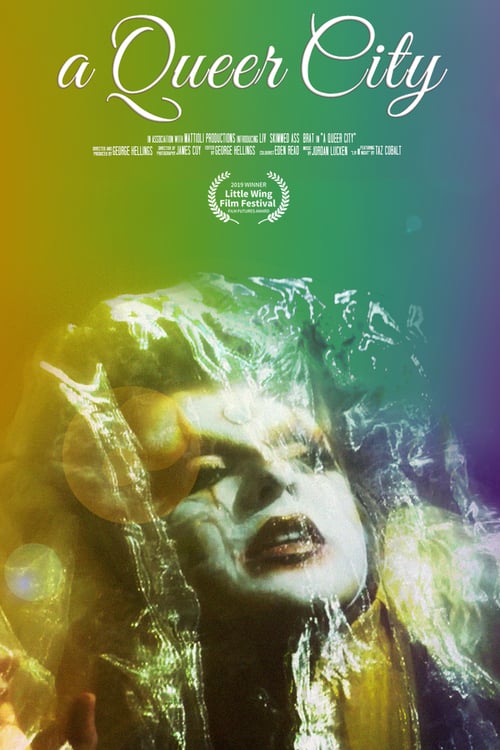 a Queer City
IN ASSOCIATION WITH MATTIOLI PRODUCTIONS INTRODUCING LIV SKIMMED ASS BRAT IN "A QUEER CITY"
DIRECTED AND PRODUCED BY GEORGE HELLINGS DIRECTOR OF PHOTOGRAPHY JAMES COY EDITED BY GEORGE HELLINGS COLOURIST EDEN READ MUSIC BY JORDAN LUCKEN FEATURING BY TAZ COBALT
2019 WINNER
Little Wing
Film Festival
FILM FUTURES AWARD